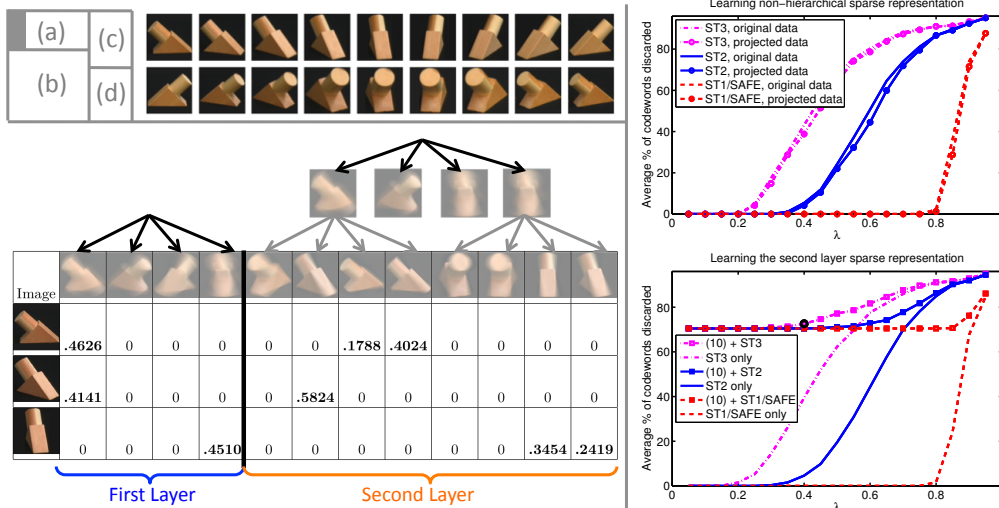 (a)
(b)
(c)
(d)
Image
.4626 0 0 0 0 0 .1788 .4024 0 0 0 0
.4141 0 0 0 0 .5824 0 0 0 0 0 0
0 0 0 .4510 0 0 0 0 0 0 .3454 .2419
First Layer
Second Layer
Learning non-hierarchical sparse representation
Average % of codewords discarded
80
60
40
20
0
ST3, original data
ST3, projected data
ST2, original data
ST2, projected data
ST1/SAFE, original data
ST1/SAFE, projected data
0 0.2 0.4 0.6 0.8
λ
Learning the second layer sparse representation
Average % of codewords discarded
100
80
60
40
20
0
(10) + ST3
ST3 only
(10) + ST2
ST2 only
(10) + ST1/SAFE
ST1/SAFE only
0 0.2 0.4 0.6 0.8
λ